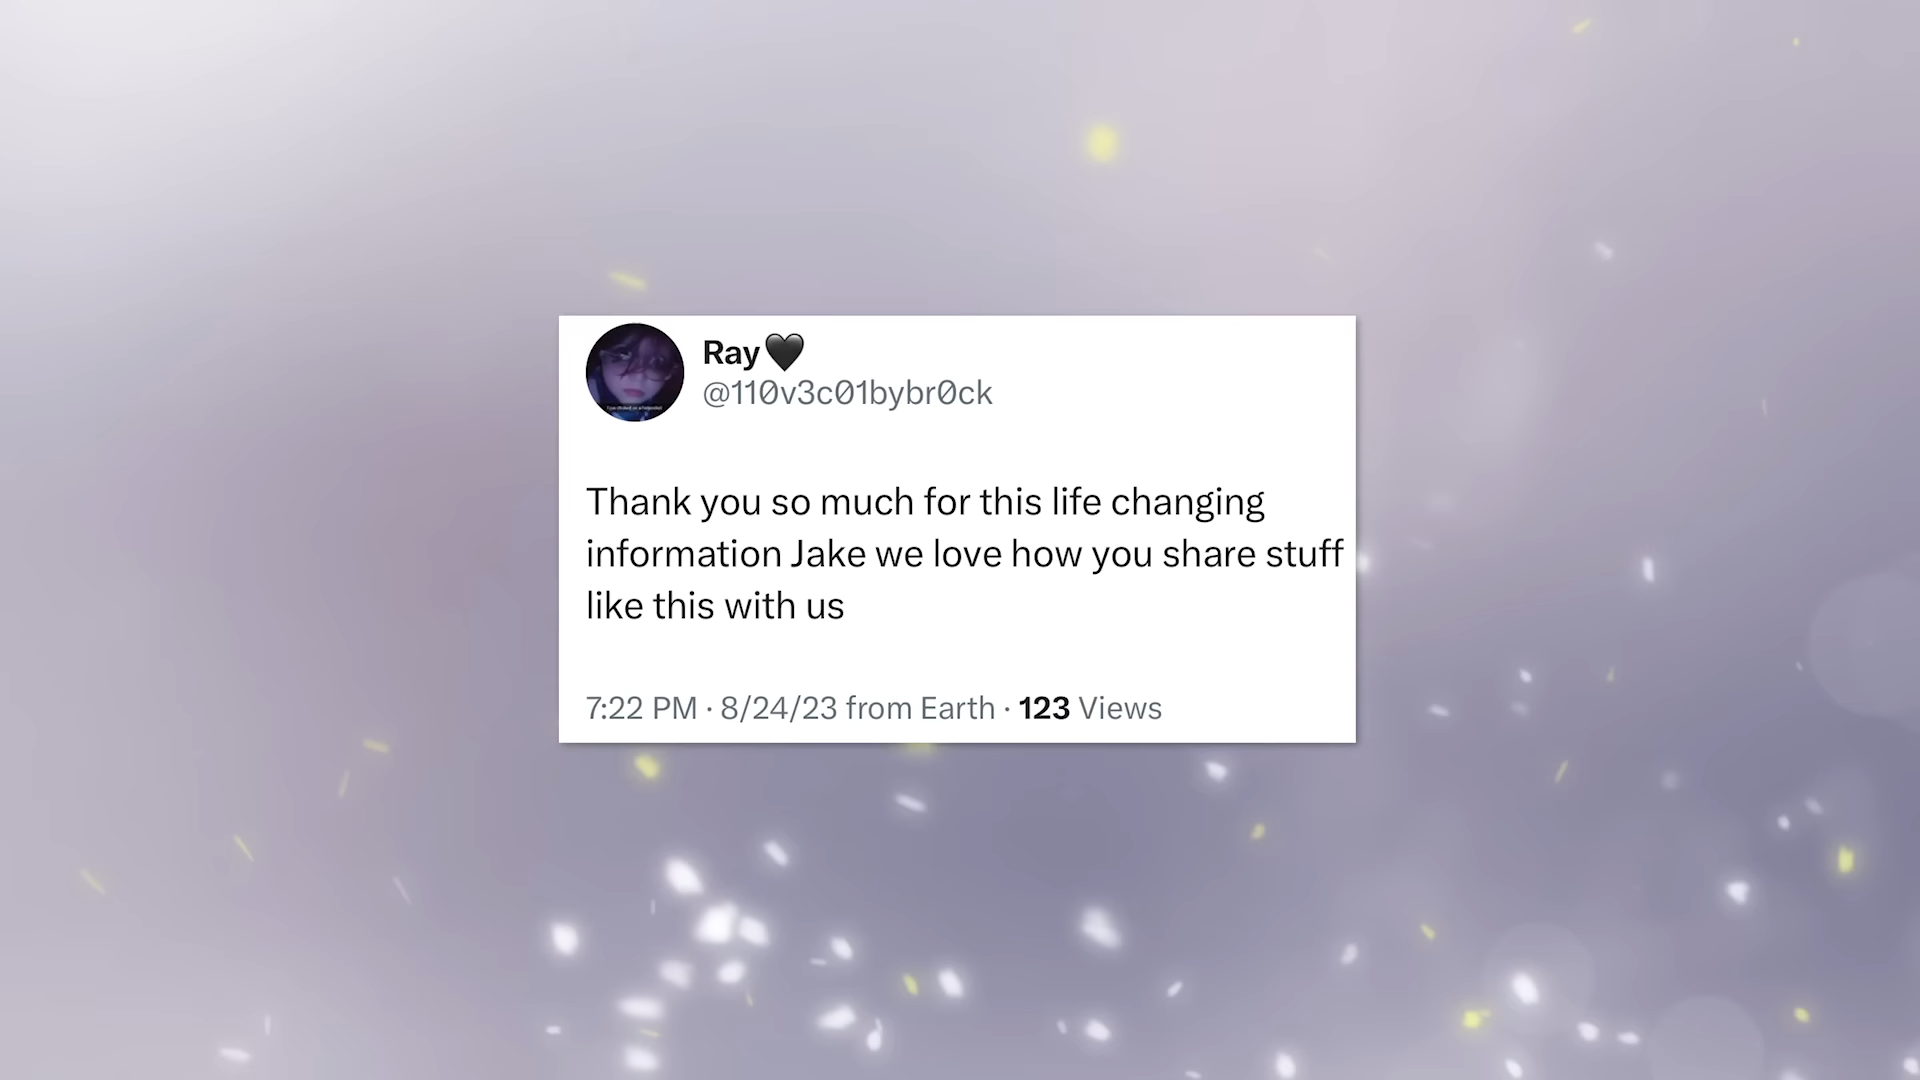 Ray🖤
@110v3c01bybr0ck
Thank you so much for this life changing
information Jake we love how you share stuff
like this with us
7:22 PM · 8/24/23 from Earth · 123 Views